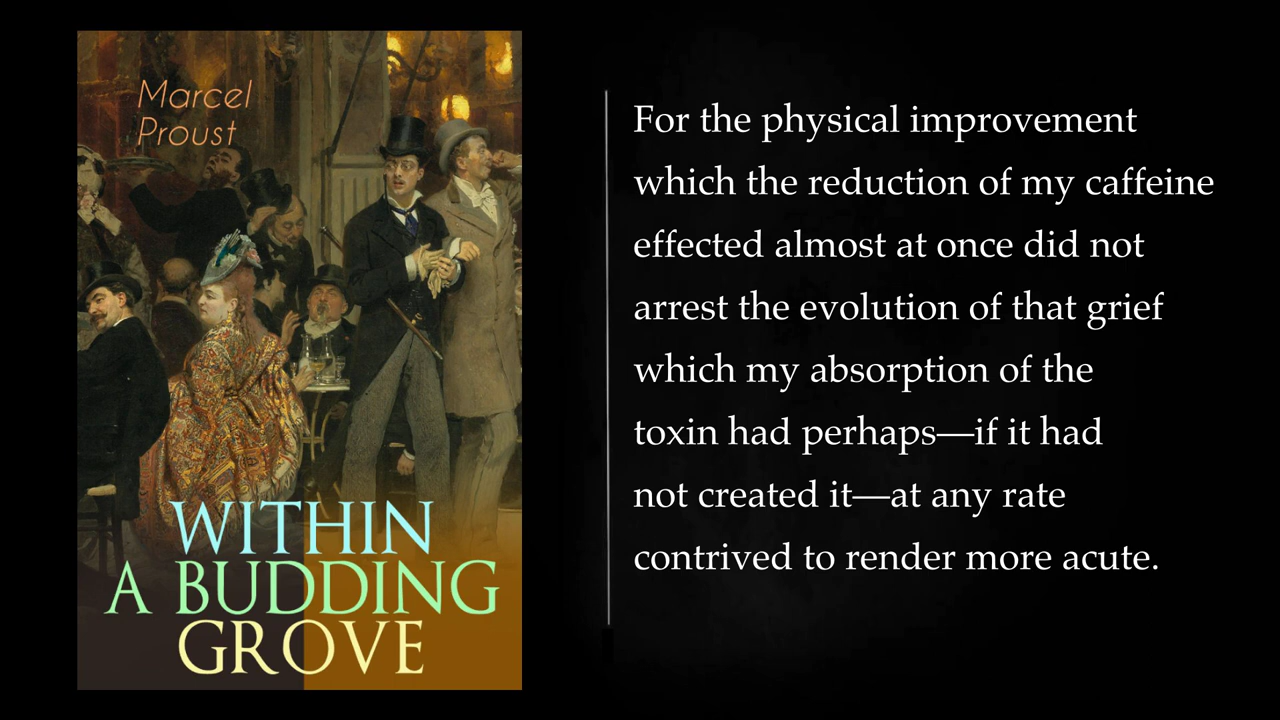 Marcel
Proust
WITHIN
A BUDDING
GROVE
For the physical improvement
which the reduction of my caffeine
effected almost at once did not
arrest the evolution of that grief
which my absorption of the
toxin had perhaps—if it had
not created it—at any rate
contrived to render more acute.